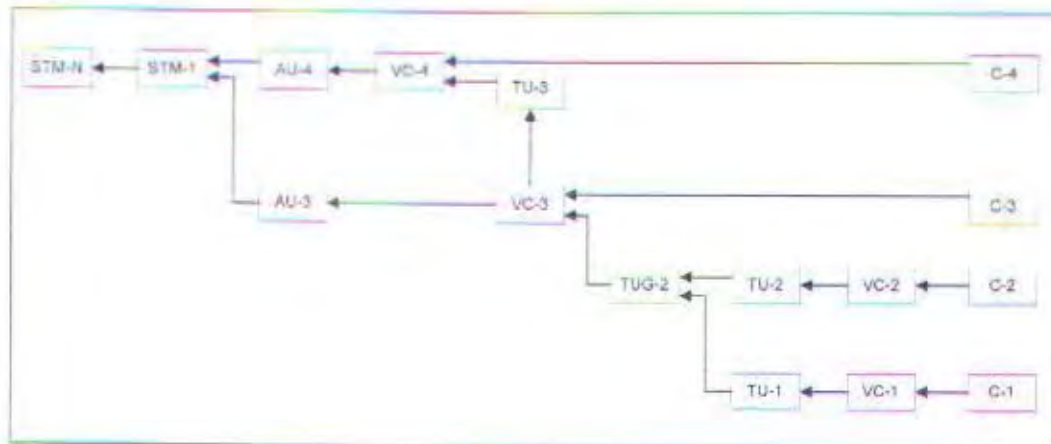 STM-N STM-1 AU-4 VC-4 C-4
TU-3
AU-3 VC-3 C-3
TUG-2 TU-2 VC-2 C-2
TU-1 VC-1 C-1